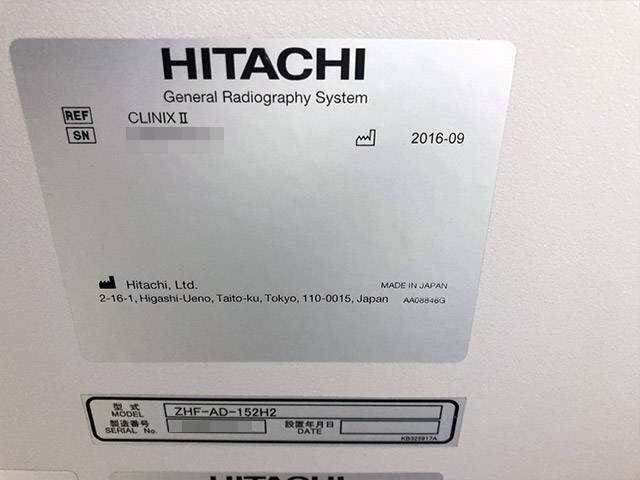 HITACHI
General Radiography System
REF CLINIX II
SN 2016-09
Hitachi, Ltd. MADE IN JAPAN
2-16-1, Higashi-Ueno, Taito-ku, Tokyo, 110-0015, Japan AA08846G
型式 MODEL ZHF-AD-152H2
製造番号 設置年月日
SERIAL No. DATE
KB325917A
HITACHI